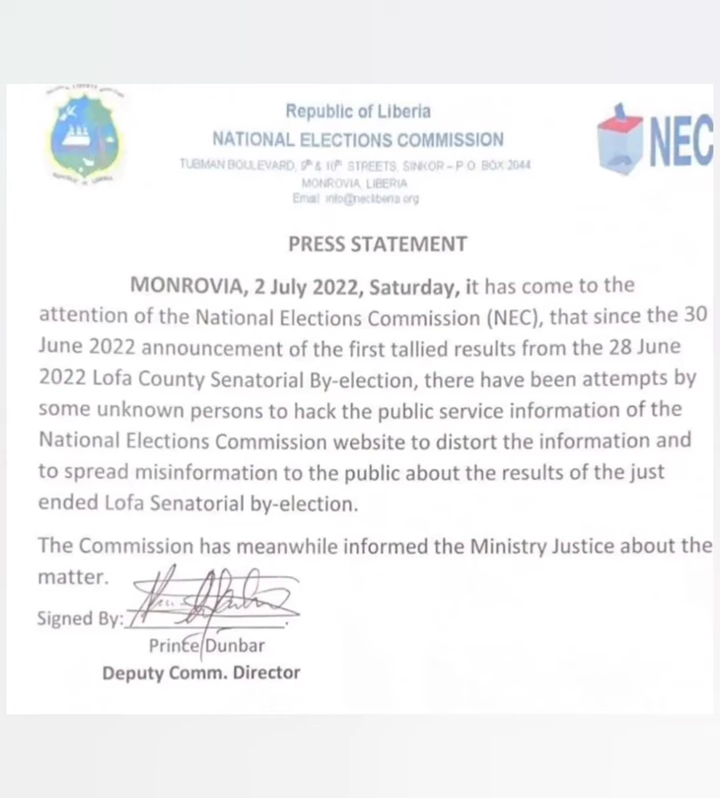 Republic of Liberia
NATIONAL ELECTIONS COMMISSION
NEC
TUBMAN BOULEVARD, 9th & 10th STREETS, SINKOR – P.O. BOX 2044
MONROVIA, LIBERIA
Email: info@necliberia.org
PRESS STATEMENT
MONROVIA, 2 July 2022, Saturday, it has come to the
attention of the National Elections Commission (NEC), that since the 30
June 2022 announcement of the first tallied results from the 28 June
2022 Lofa County Senatorial By-election, there have been attempts by
some unknown persons to hack the public service information of the
National Elections Commission website to distort the information and
to spread misinformation to the public about the results of the just
ended Lofa Senatorial by-election.
The Commission has meanwhile informed the Ministry Justice about the
matter.
Signed By:
Prince Dunbar
Deputy Comm. Director